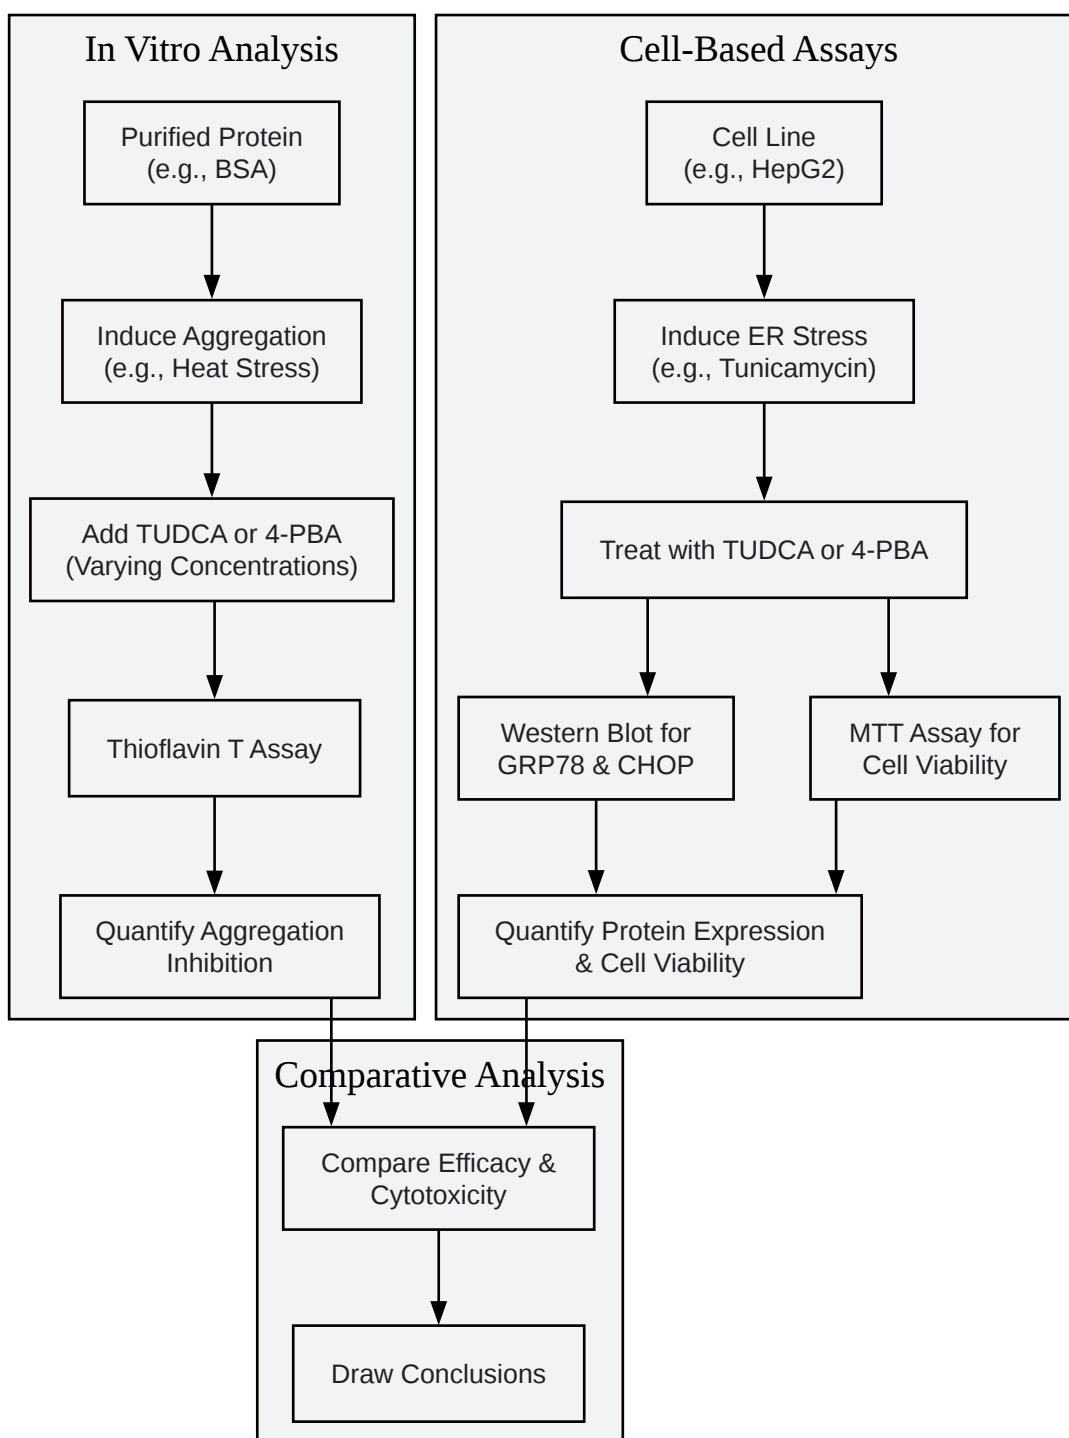 In Vitro Analysis
Purified Protein
(e.g., BSA)
Induce Aggregation
(e.g., Heat Stress)
Add TUDCA or 4-PBA
(Varying Concentrations)
Thioflavin T Assay
Quantify Aggregation
Inhibition
Cell-Based Assays
Cell Line
(e.g., HepG2)
Induce ER Stress
(e.g., Tunicamycin)
Treat with TUDCA or 4-PBA
Western Blot for
GRP78 & CHOP
MTT Assay for
Cell Viability
Quantify Protein Expression
& Cell Viability
Comparative Analysis
Compare Efficacy &
Cytotoxicity
Draw Conclusions